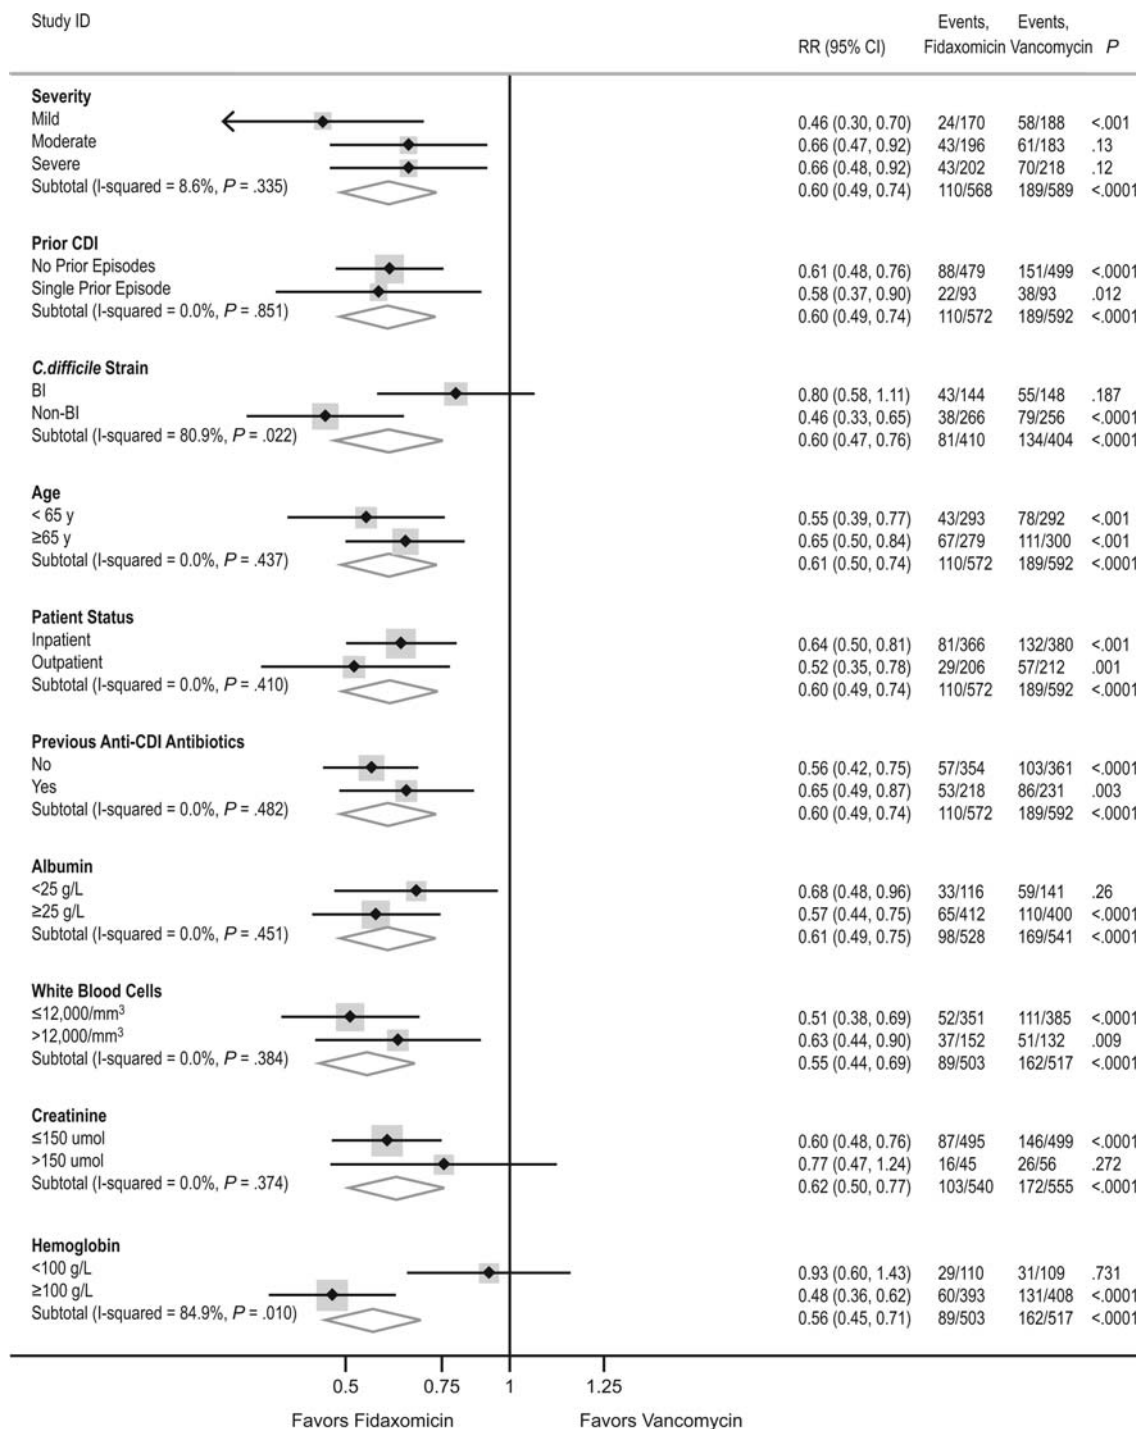 Study ID RR (95% CI) Events, Fidaxomicin Events, Vancomycin P
Severity
Mild 0.46 (0.30, 0.70) 24/170 58/188 <.001
Moderate 0.66 (0.47, 0.92) 43/196 61/183 .13
Severe 0.66 (0.48, 0.92) 43/202 70/218 .12
Subtotal (I-squared = 8.6%, P = .335) 0.60 (0.49, 0.74) 110/568 189/589 <.0001
Prior CDI
No Prior Episodes 0.61 (0.48, 0.76) 88/479 151/499 <.0001
Single Prior Episode 0.58 (0.37, 0.90) 22/93 38/93 .012
Subtotal (I-squared = 0.0%, P = .851) 0.60 (0.49, 0.74) 110/572 189/592 <.0001
C.difficile Strain
BI 0.80 (0.58, 1.11) 43/144 55/148 .187
Non-BI 0.46 (0.33, 0.65) 38/266 79/256 <.0001
Subtotal (I-squared = 80.9%, P = .022) 0.60 (0.47, 0.76) 81/410 134/404 <.0001
Age
< 65 y 0.55 (0.39, 0.77) 43/293 78/292 <.001
≥65 y 0.65 (0.50, 0.84) 67/279 111/300 <.001
Subtotal (I-squared = 0.0%, P = .437) 0.61 (0.50, 0.74) 110/572 189/592 <.0001
Patient Status
Inpatient 0.64 (0.50, 0.81) 81/366 132/380 <.001
Outpatient 0.52 (0.35, 0.78) 29/206 57/212 .001
Subtotal (I-squared = 0.0%, P = .410) 0.60 (0.49, 0.74) 110/572 189/592 <.0001
Previous Anti-CDI Antibiotics
No 0.56 (0.42, 0.75) 57/354 103/361 <.0001
Yes 0.65 (0.49, 0.87) 53/218 86/231 .003
Subtotal (I-squared = 0.0%, P = .482) 0.60 (0.49, 0.74) 110/572 189/592 <.0001
Albumin
<25 g/L 0.68 (0.48, 0.96) 33/116 59/141 .26
≥25 g/L 0.57 (0.44, 0.75) 65/412 110/400 <.0001
Subtotal (I-squared = 0.0%, P = .451) 0.61 (0.49, 0.75) 98/528 169/541 <.0001
White Blood Cells
≤12,000/mm³ 0.51 (0.38, 0.69) 52/351 111/385 <.0001
>12,000/mm³ 0.63 (0.44, 0.90) 37/152 51/132 .009
Subtotal (I-squared = 0.0%, P = .384) 0.55 (0.44, 0.69) 89/503 162/517 <.0001
Creatinine
≤150 umol 0.60 (0.48, 0.76) 87/495 146/499 <.0001
>150 umol 0.77 (0.47, 1.24) 16/45 26/56 .272
Subtotal (I-squared = 0.0%, P = .374) 0.62 (0.50, 0.77) 103/540 172/555 <.0001
Hemoglobin
<100 g/L 0.93 (0.60, 1.43) 29/110 31/109 .731
≥100 g/L 0.48 (0.36, 0.62) 60/393 131/408 <.0001
Subtotal (I-squared = 84.9%, P = .010) 0.56 (0.45, 0.71) 89/503 162/517 <.0001
0.5 0.75 1 1.25
Favors Fidaxomicin Favors Vancomycin